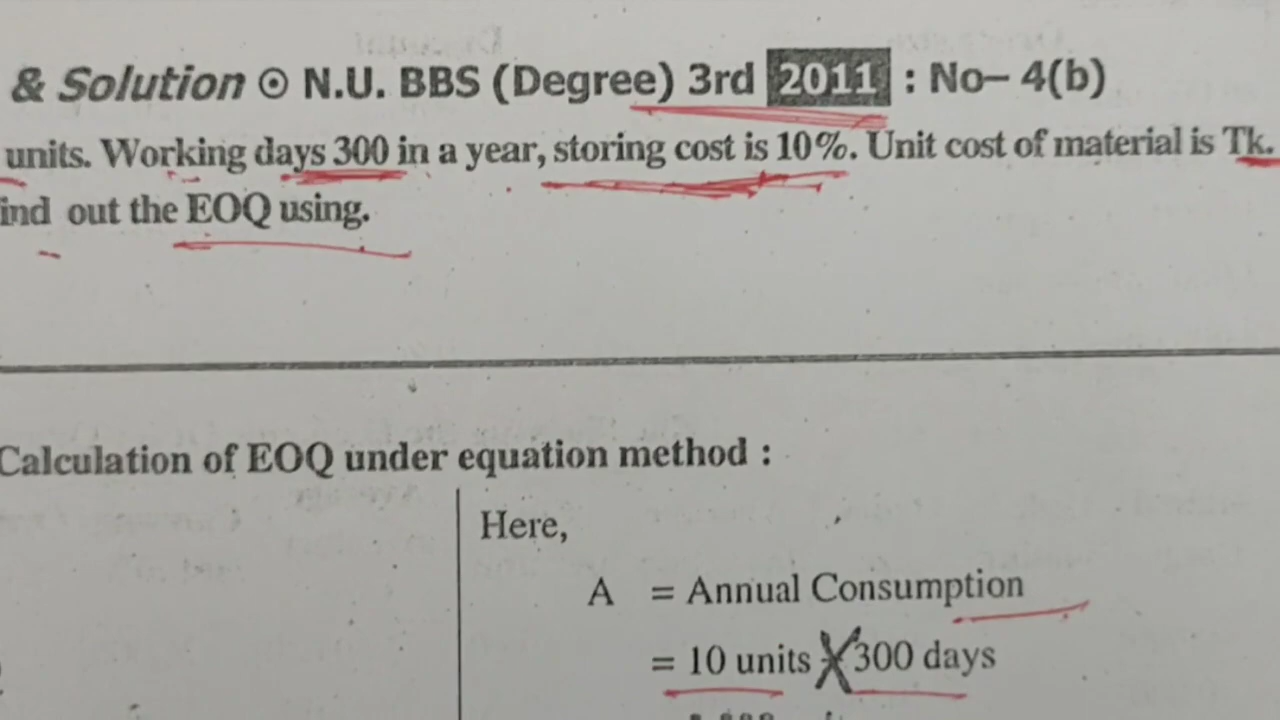 & Solution ⊙ N.U. BBS (Degree) 3rd 2011 : No– 4(b)
units. Working days 300 in a year, storing cost is 10%. Unit cost of material is Tk.
ind out the EOQ using.
Calculation of EOQ under equation method :
Here,
A = Annual Consumption
= 10 units X 300 days